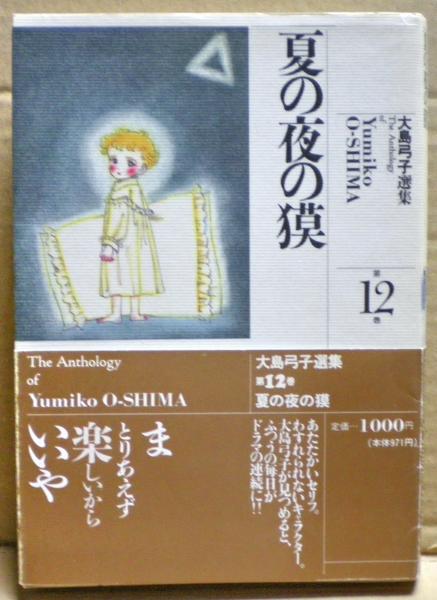 夏の夜の獏
大島弓子選集
The Anthology
of
Yumiko
O-SHIMA
第
12
巻
The Anthology
of
Yumiko O-SHIMA
大島弓子選集
第12巻
夏の夜の獏
ま
とりあえず
楽しいから
いいや
あたたかいセリフ。
わすれられないキャラクター。
大島弓子が見つめると、
ふつうの毎日が
ドラマの連続に!!
定価―1000円
(本体971円)